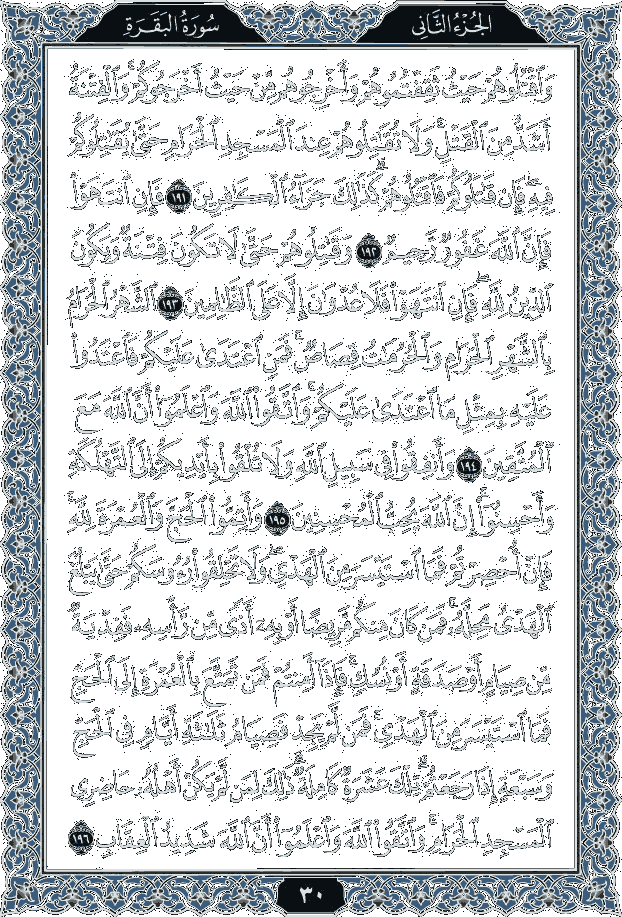 الجُزْءُ الثَّانِي
سُورَةُ البَقَرَةِ
وَاقْتُلُوهُمْ حَيْثُ ثَقِفْتُمُوهُمْ وَأَخْرِجُوهُم مِّنْ حَيْثُ أَخْرَجُوكُمْ ۚ وَالْفِتْنَةُ
أَشَدُّ مِنَ الْقَتْلِ ۚ وَلَا تُقَاتِلُوهُمْ عِندَ الْمَسْجِدِ الْحَرَامِ حَتَّىٰ يُقَاتِلُوكُمْ
فِيهِ ۖ فَإِن قَاتَلُوكُمْ فَاقْتُلُوهُمْ ۗ كَذَٰلِكَ جَزَاءُ الْكَافِرِينَ ١٩١ فَإِنِ انتَهَوْا
فَإِنَّ اللَّهَ غَفُورٌ رَّحِيمٌ ١٩٢ وَقَاتِلُوهُمْ حَتَّىٰ لَا تَكُونَ فِتْنَةٌ وَيَكُونَ
الدِّينُ لِلَّهِ ۖ فَإِنِ انتَهَوْا فَلَا عُدْوَانَ إِلَّا عَلَى الظَّالِمِينَ ١٩٣ الشَّهْرُ الْحَرَامُ
بِالشَّهْرِ الْحَرَامِ وَالْحُرُمَاتُ قِصَاصٌ ۚ فَمَنِ اعْتَدَىٰ عَلَيْكُمْ فَاعْتَدُوا
عَلَيْهِ بِمِثْلِ مَا اعْتَدَىٰ عَلَيْكُمْ ۚ وَاتَّقُوا اللَّهَ وَاعْلَمُوا أَنَّ اللَّهَ مَعَ
الْمُتَّقِينَ ١٩٤ وَأَنفِقُوا فِي سَبِيلِ اللَّهِ وَلَا تُلْقُوا بِأَيْدِيكُمْ إِلَى التَّهْلُكَةِ
وَأَحْسِنُوا ۛ إِنَّ اللَّهَ يُحِبُّ الْمُحْسِنِينَ ١٩٥ وَأَتِمُّوا الْحَجَّ وَالْعُمْرَةَ لِلَّهِ ۚ
فَإِنْ أُحْصِرْتُمْ فَمَا اسْتَيْسَرَ مِنَ الْهَدْيِ ۖ وَلَا تَحْلِقُوا رُءُوسَكُمْ حَتَّىٰ يَبْلُغَ
الْهَدْيُ مَحِلَّهُ ۚ فَمَن كَانَ مِنكُم مَّرِيضًا أَوْ بِهِ أَذًى مِّن رَّأْسِهِ فَفِدْيَةٌ
مِّن صِيَامٍ أَوْ صَدَقَةٍ أَوْ نُسُكٍ ۚ فَإِذَا أَمِنتُمْ فَمَن تَمَتَّعَ بِالْعُمْرَةِ إِلَى الْحَجِّ
فَمَا اسْتَيْسَرَ مِنَ الْهَدْيِ ۚ فَمَن لَّمْ يَجِدْ فَصِيَامُ ثَلَاثَةِ أَيَّامٍ فِي الْحَجِّ
وَسَبْعَةٍ إِذَا رَجَعْتُمْ ۗ تِلْكَ عَشَرَةٌ كَامِلَةٌ ۗ ذَٰلِكَ لِمَن لَّمْ يَكُنْ أَهْلُهُ حَاضِرِي
الْمَسْجِدِ الْحَرَامِ ۚ وَاتَّقُوا اللَّهَ وَاعْلَمُوا أَنَّ اللَّهَ شَدِيدُ الْعِقَابِ ١٩٦
٣٠